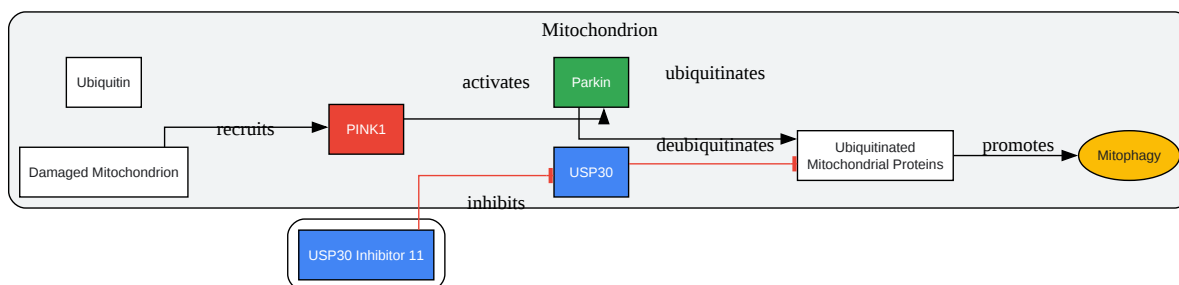 Mitochondrion
Ubiquitin
activates
Parkin
ubiquitinates
recruits
PINK1
Damaged Mitochondrion
inhibits
USP30
deubiquitinates
Ubiquitinated
Mitochondrial Proteins
promotes
Mitophagy
USP30 Inhibitor 11